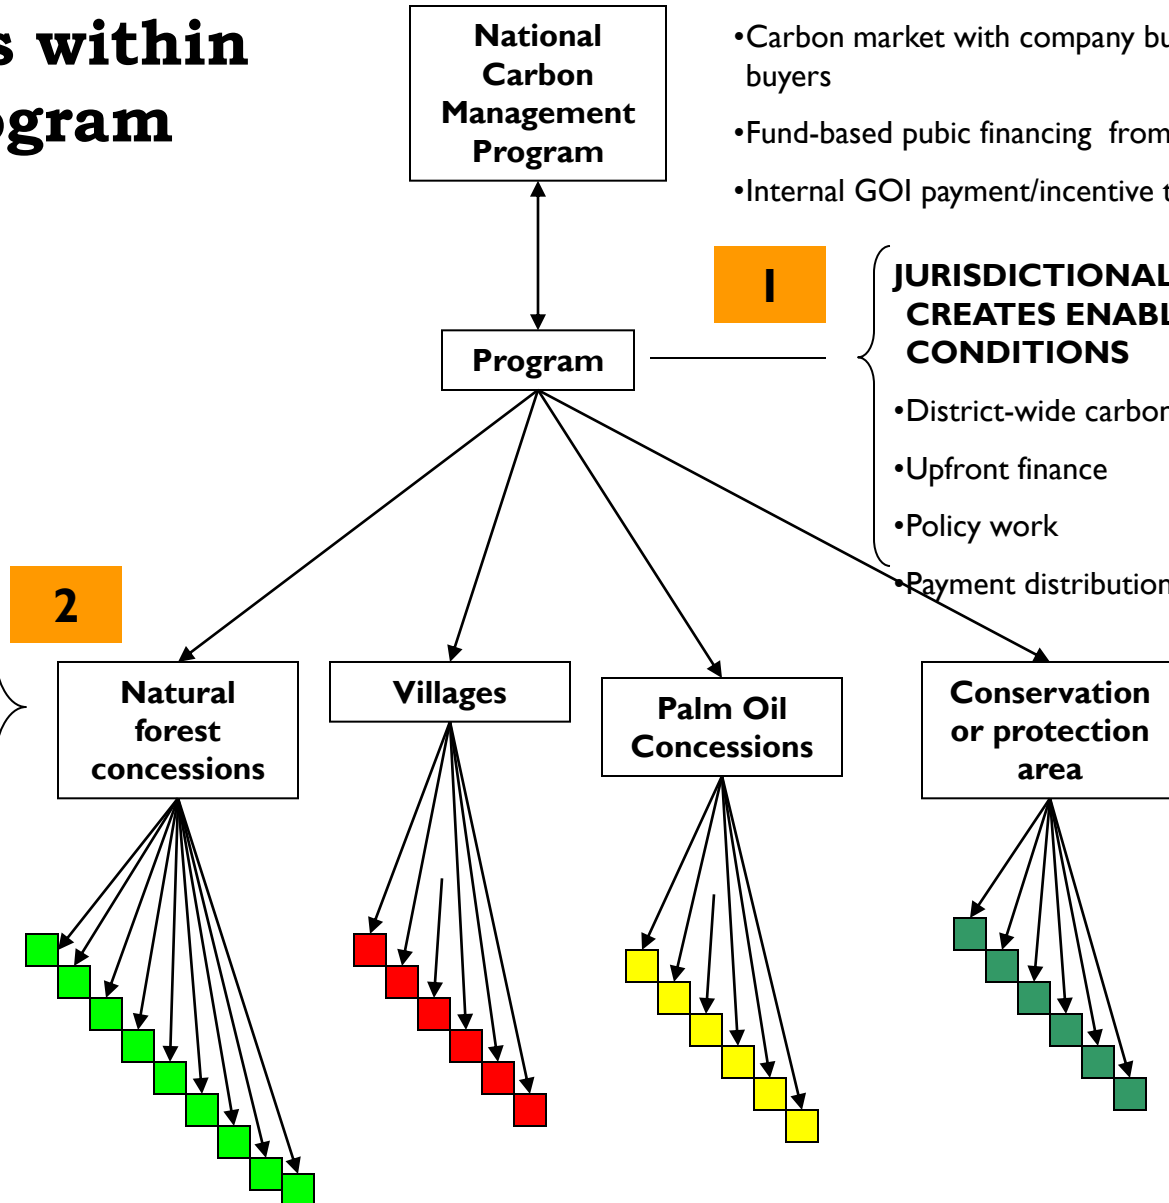 s within
ogram
National
Carbon
Management
Program
•Carbon market with company bu
buyers
•Fund-based pubic financing from
•Internal GOI payment/incentive t
1
JURISDICTIONAL
CREATES ENABL
CONDITIONS
•District-wide carbon
•Upfront finance
•Policy work
•Payment distribution
Program
2
Natural
forest
concessions
Villages
Palm Oil
Concessions
Conservation
or protection
area